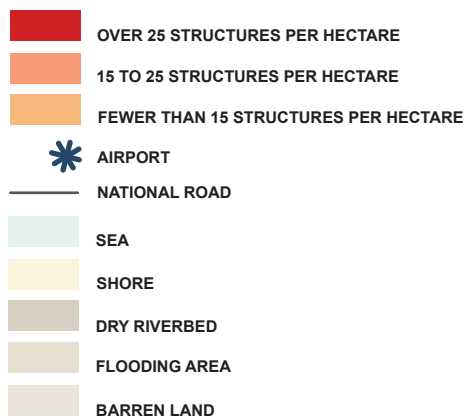 OVER 25 STRUCTURES PER HECTARE
15 TO 25 STRUCTURES PER HECTARE
FEWER THAN 15 STRUCTURES PER HECTARE
AIRPORT
NATIONAL ROAD
SEA
SHORE
DRY RIVERBED
FLOODING AREA
BARREN LAND